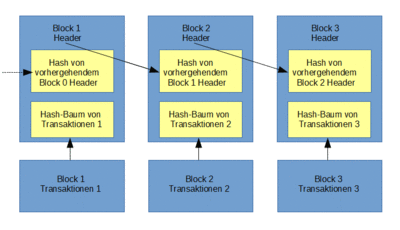 Block 1
Header
Hash von
vorhergehendem
Block 0 Header
Hash-Baum von
Transaktionen 1
Block 1
Transaktionen 1
Block 2
Header
Hash von
vorhergehendem
Block 1 Header
Hash-Baum von
Transaktionen 2
Block 2
Transaktionen 2
Block 3
Header
Hash von
vorhergehendem
Block 2 Header
Hash-Baum von
Transaktionen 3
Block 3
Transaktionen 3